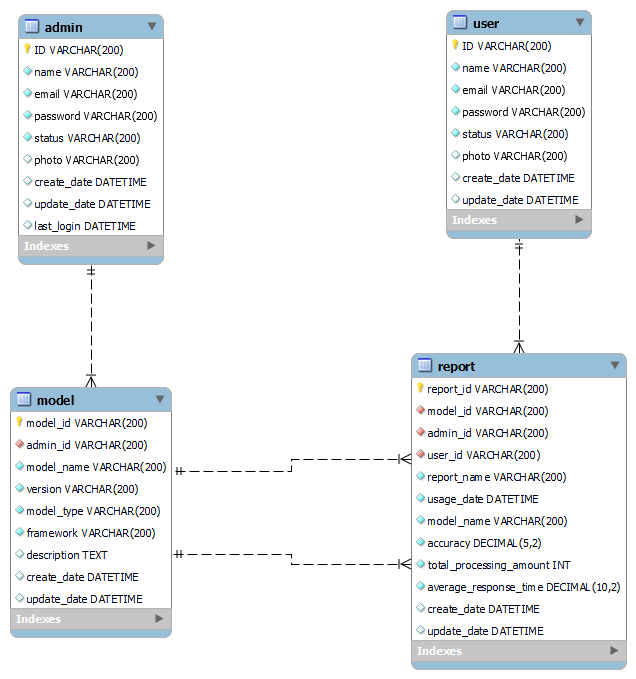 admin
ID VARCHAR(200)
name VARCHAR(200)
email VARCHAR(200)
password VARCHAR(200)
status VARCHAR(200)
photo VARCHAR(200)
create_date DATETIME
update_date DATETIME
last_login DATETIME
Indexes
user
ID VARCHAR(200)
name VARCHAR(200)
email VARCHAR(200)
password VARCHAR(200)
status VARCHAR(200)
photo VARCHAR(200)
create_date DATETIME
update_date DATETIME
Indexes
model
model_id VARCHAR(200)
admin_id VARCHAR(200)
model_name VARCHAR(200)
version VARCHAR(200)
model_type VARCHAR(200)
framework VARCHAR(200)
description TEXT
create_date DATETIME
update_date DATETIME
Indexes
report
report_id VARCHAR(200)
model_id VARCHAR(200)
admin_id VARCHAR(200)
user_id VARCHAR(200)
report_name VARCHAR(200)
usage_date DATETIME
model_name VARCHAR(200)
accuracy DECIMAL(5,2)
total_processing_amount INT
average_response_time DECIMAL(10,2)
create_date DATETIME
update_date DATETIME
Indexes